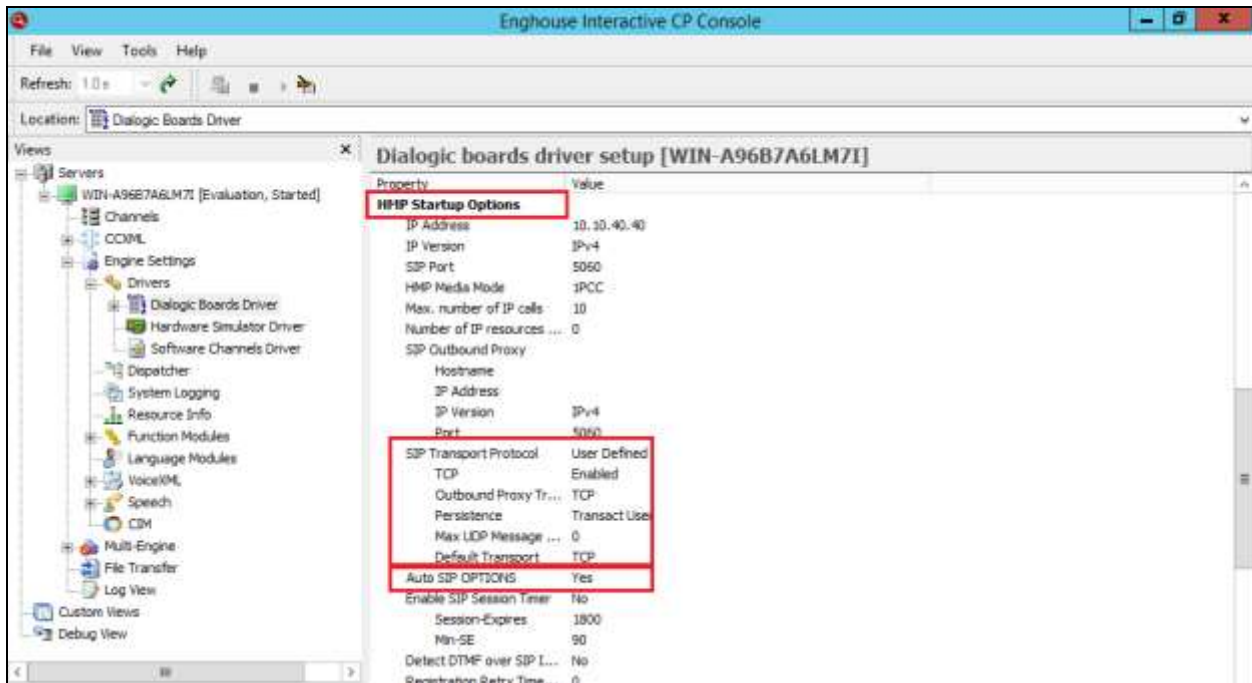 Enghouse Interactive CP Console
File View Tools Help
Refresh: 1.0 s
Location: Dialogic Boards Driver
Views
Servers
WIN-A96B7A6LM7I [Evaluation, Started]
Channels
CCXML
Engine Settings
Drivers
Dialogic Boards Driver
Hardware Simulator Driver
Software Channels Driver
Dispatcher
System Logging
Resource Info
Function Modules
Language Modules
VoiceXML
Speech
CIM
Multi-Engine
File Transfer
Log View
Custom Views
Debug View
Dialogic boards driver setup [WIN-A96B7A6LM7I]
Property Value
HMP Startup Options
IP Address 10.10.40.40
IP Version IPv4
SIP Port 5060
HMP Media Mode 1PCC
Max. number of IP calls 10
Number of IP resources ... 0
SIP Outbound Proxy
Hostname
IP Address
IP Version IPv4
Port 5060
SIP Transport Protocol User Defined
TCP Enabled
Outbound Proxy Tr... TCP
Persistence Transact User
Max UDP Message ... 0
Default Transport TCP
Auto SIP OPTIONS Yes
Enable SIP Session Timer No
Session-Expires 1800
Min-SE 90
Detect DTMF over SIP I... No
Registration Retry Time... 0